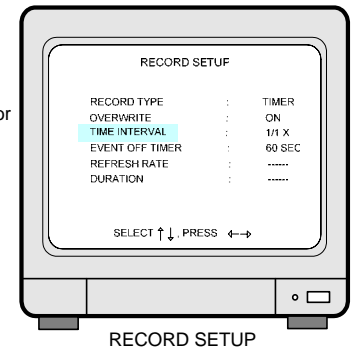 RECORD SETUP
or
RECORD TYPE : TIMER
OVERWRITE : ON
TIME INTERVAL : 1/1 X
EVENT OFF TIMER : 60 SEC
REFRESH RATE : ------
DURATION : ------
SELECT ↑↓, PRESS ←→
RECORD SETUP